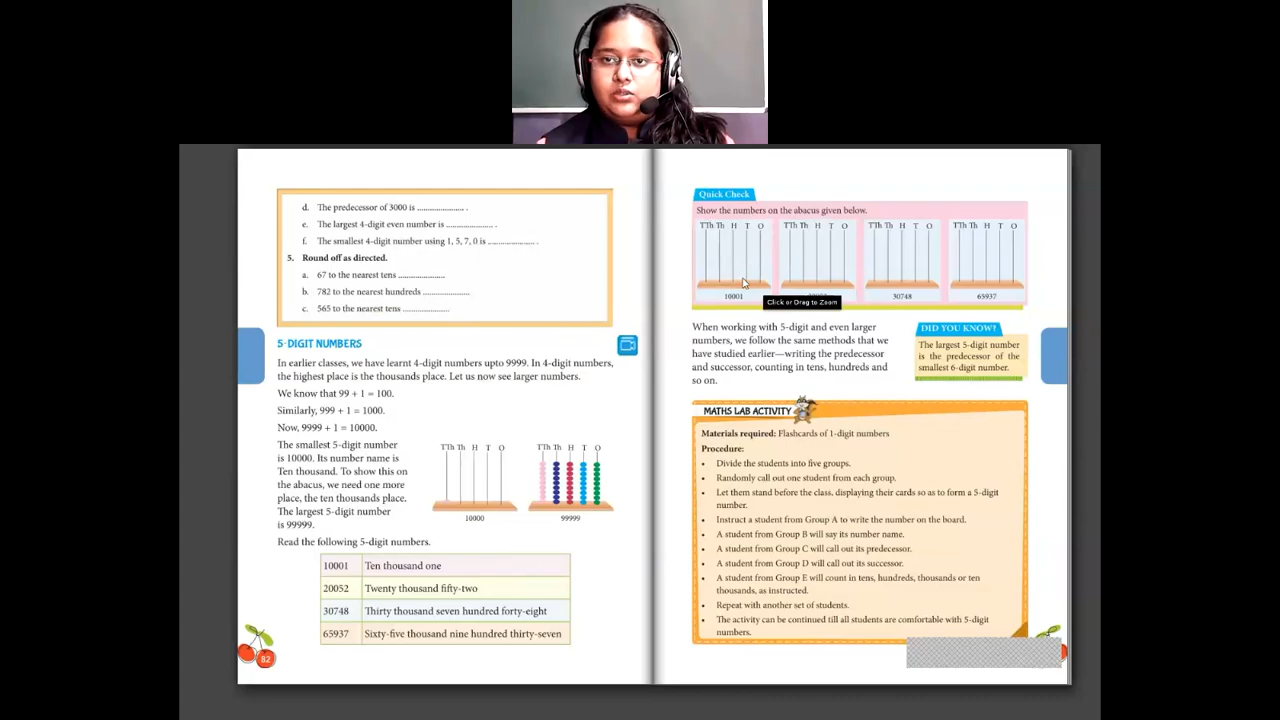 d. The predecessor of 3000 is ..................... .
e. The largest 4-digit even number is ..................... .
f. The smallest 4-digit number using 1, 5, 7, 0 is ..................... .
5. Round off as directed.
a. 67 to the nearest tens .....................
b. 782 to the nearest hundreds .....................
c. 565 to the nearest tens .....................
5-DIGIT NUMBERS
In earlier classes, we have learnt 4-digit numbers upto 9999. In 4-digit numbers,
the highest place is the thousands place. Let us now see larger numbers.
We know that 99 + 1 = 100.
Similarly, 999 + 1 = 1000.
Now, 9999 + 1 = 10000.
The smallest 5-digit number
is 10000. Its number name is
Ten thousand. To show this on
the abacus, we need one more
place, the ten thousands place.
The largest 5-digit number
is 99999.
TTh Th H T O
10000
TTh Th H T O
99999
Read the following 5-digit numbers.
10001 Ten thousand one
20052 Twenty thousand fifty-two
30748 Thirty thousand seven hundred forty-eight
65937 Sixty-five thousand nine hundred thirty-seven
82
Quick Check
Show the numbers on the abacus given below.
TTh Th H T O TTh Th H T O TTh Th H T O TTh Th H T O
10001 30748 65937
Click or Drag to Zoom
When working with 5-digit and even larger
numbers, we follow the same methods that we
have studied earlier—writing the predecessor
and successor, counting in tens, hundreds and
so on.
DID YOU KNOW?
The largest 5-digit number
is the predecessor of the
smallest 6-digit number.
MATHS LAB ACTIVITY
Materials required: Flashcards of 1-digit numbers
Procedure:
• Divide the students into five groups.
• Randomly call out one student from each group.
• Let them stand before the class, displaying their cards so as to form a 5-digit
number.
• Instruct a student from Group A to write the number on the board.
• A student from Group B will say its number name.
• A student from Group C will call out its predecessor.
• A student from Group D will call out its successor.
• A student from Group E will count in tens, hundreds, thousands or ten
thousands, as instructed.
• Repeat with another set of students.
• The activity can be continued till all students are comfortable with 5-digit
numbers.